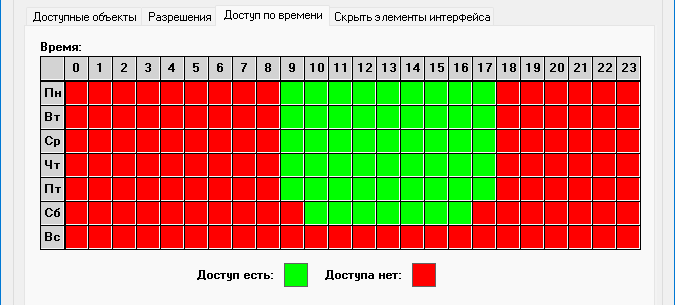 Доступные объекты Разрешения Доступ по времени Скрыть элементы интерфейса
Время:
0 1 2 3 4 5 6 7 8 9 10 11 12 13 14 15 16 17 18 19 20 21 22 23
Пн
Вт
Ср
Чт
Пт
Сб
Вс
Доступ есть: Доступа нет: